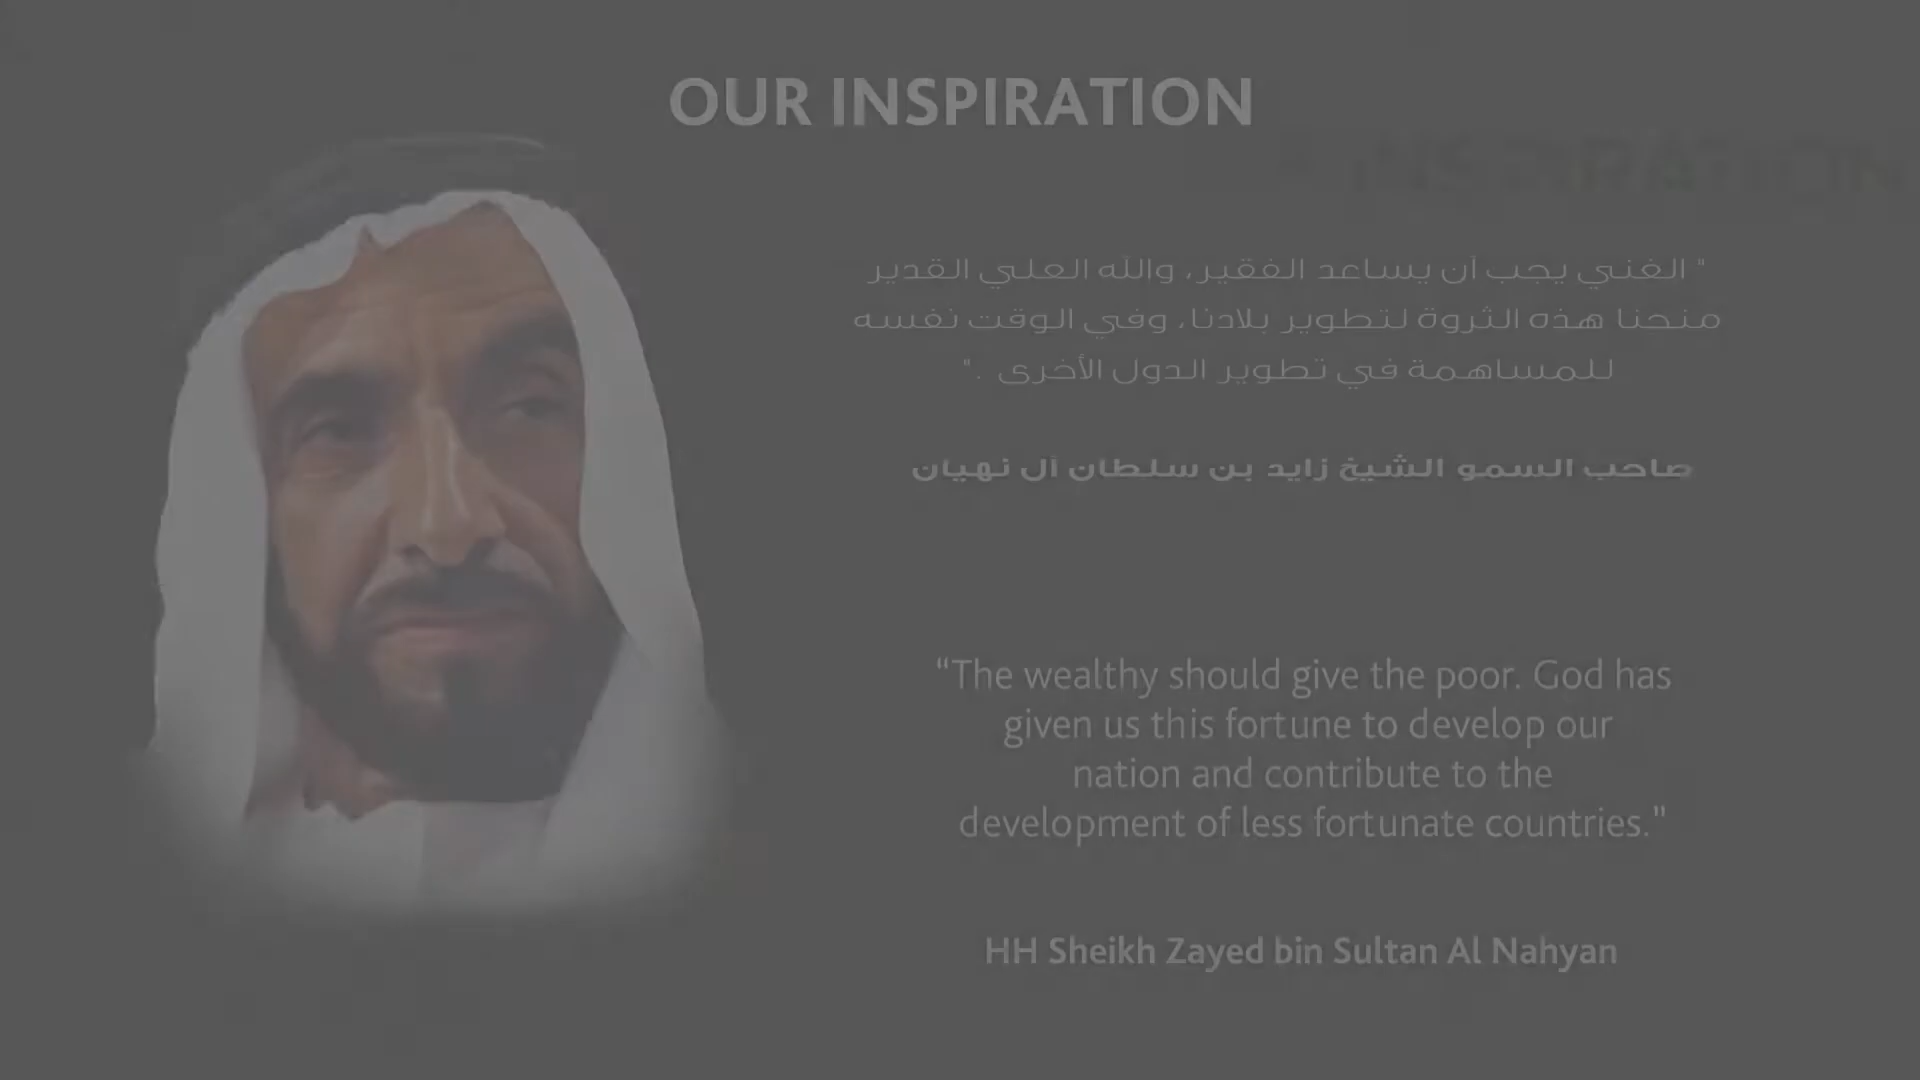 OUR INSPIRATION
" الغني يجب أن يساعد الفقير، والله العلي القدير
منحنا هذه الثروة لتطوير بلادنا، وفي الوقت نفسه
للمساهمة في تطوير الدول الأخرى ."
صاحب السمو الشيخ زايد بن سلطان آل نهيان
“The wealthy should give the poor. God has
given us this fortune to develop our
nation and contribute to the
development of less fortunate countries.”
HH Sheikh Zayed bin Sultan Al Nahyan